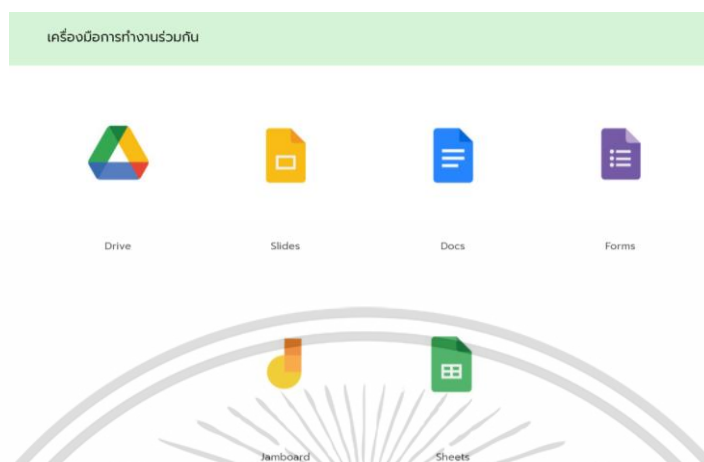 เครื่องมือการทำงานร่วมกัน
Drive
Slides
Docs
Forms
Jamboard
Sheets